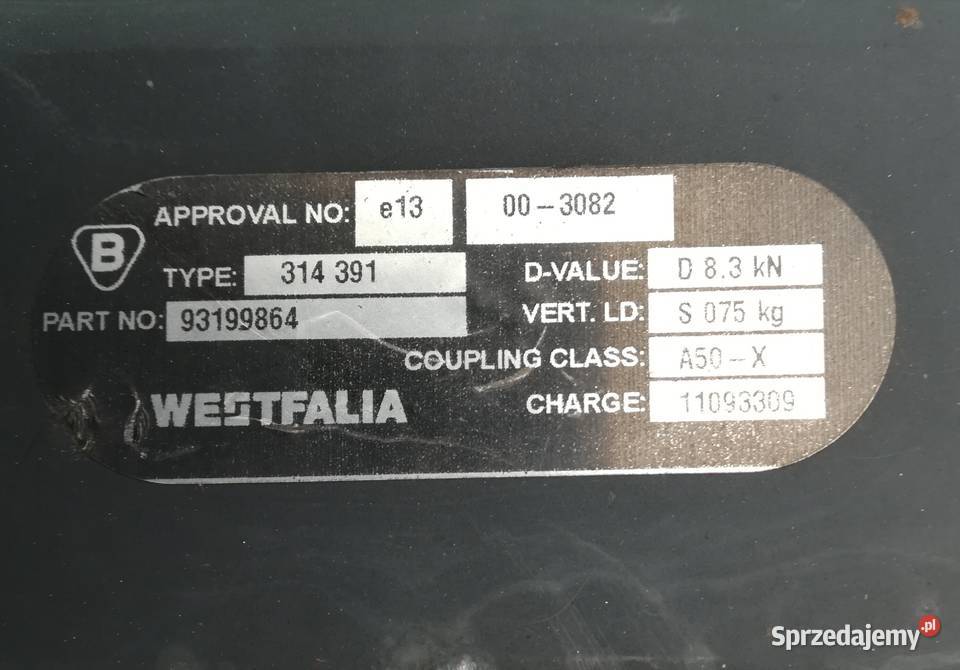 APPROVAL NO: e13 00-3082
B
TYPE: 314 391
D-VALUE: D 8.3 kN
PART NO: 93199864
VERT. LD: S 075 kg
COUPLING CLASS: A50-X
WESTFALIA
CHARGE: 11093309
Sprzedajemy.pl